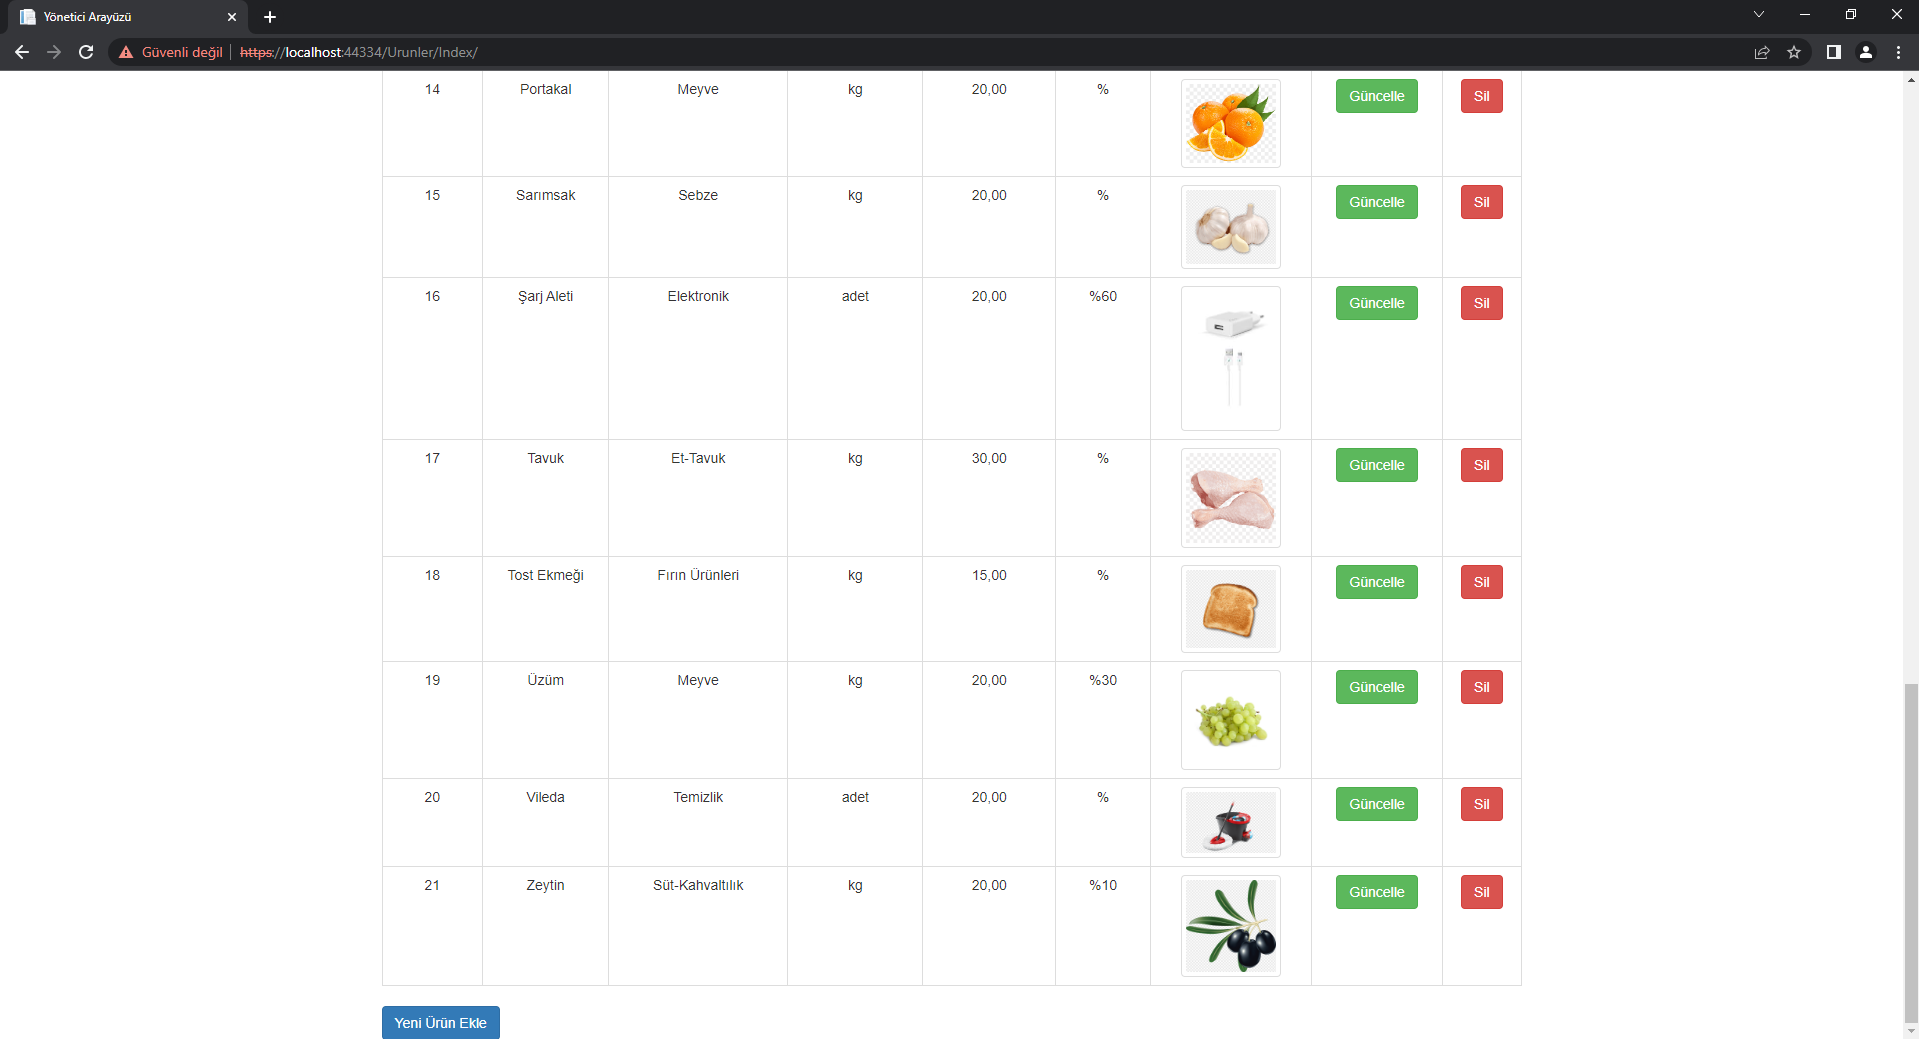 Yönetici Arayüzü
Güvenli değil https://localhost:44334/Urunler/Index/
14 Portakal Meyve kg 20,00 % Güncelle Sil
15 Sarımsak Sebze kg 20,00 % Güncelle Sil
16 Şarj Aleti Elektronik adet 20,00 %60 Güncelle Sil
17 Tavuk Et-Tavuk kg 30,00 % Güncelle Sil
18 Tost Ekmeği Fırın Ürünleri kg 15,00 % Güncelle Sil
19 Üzüm Meyve kg 20,00 %30 Güncelle Sil
20 Vileda Temizlik adet 20,00 % Güncelle Sil
21 Zeytin Süt-Kahvaltılık kg 20,00 %10 Güncelle Sil
Yeni Ürün Ekle